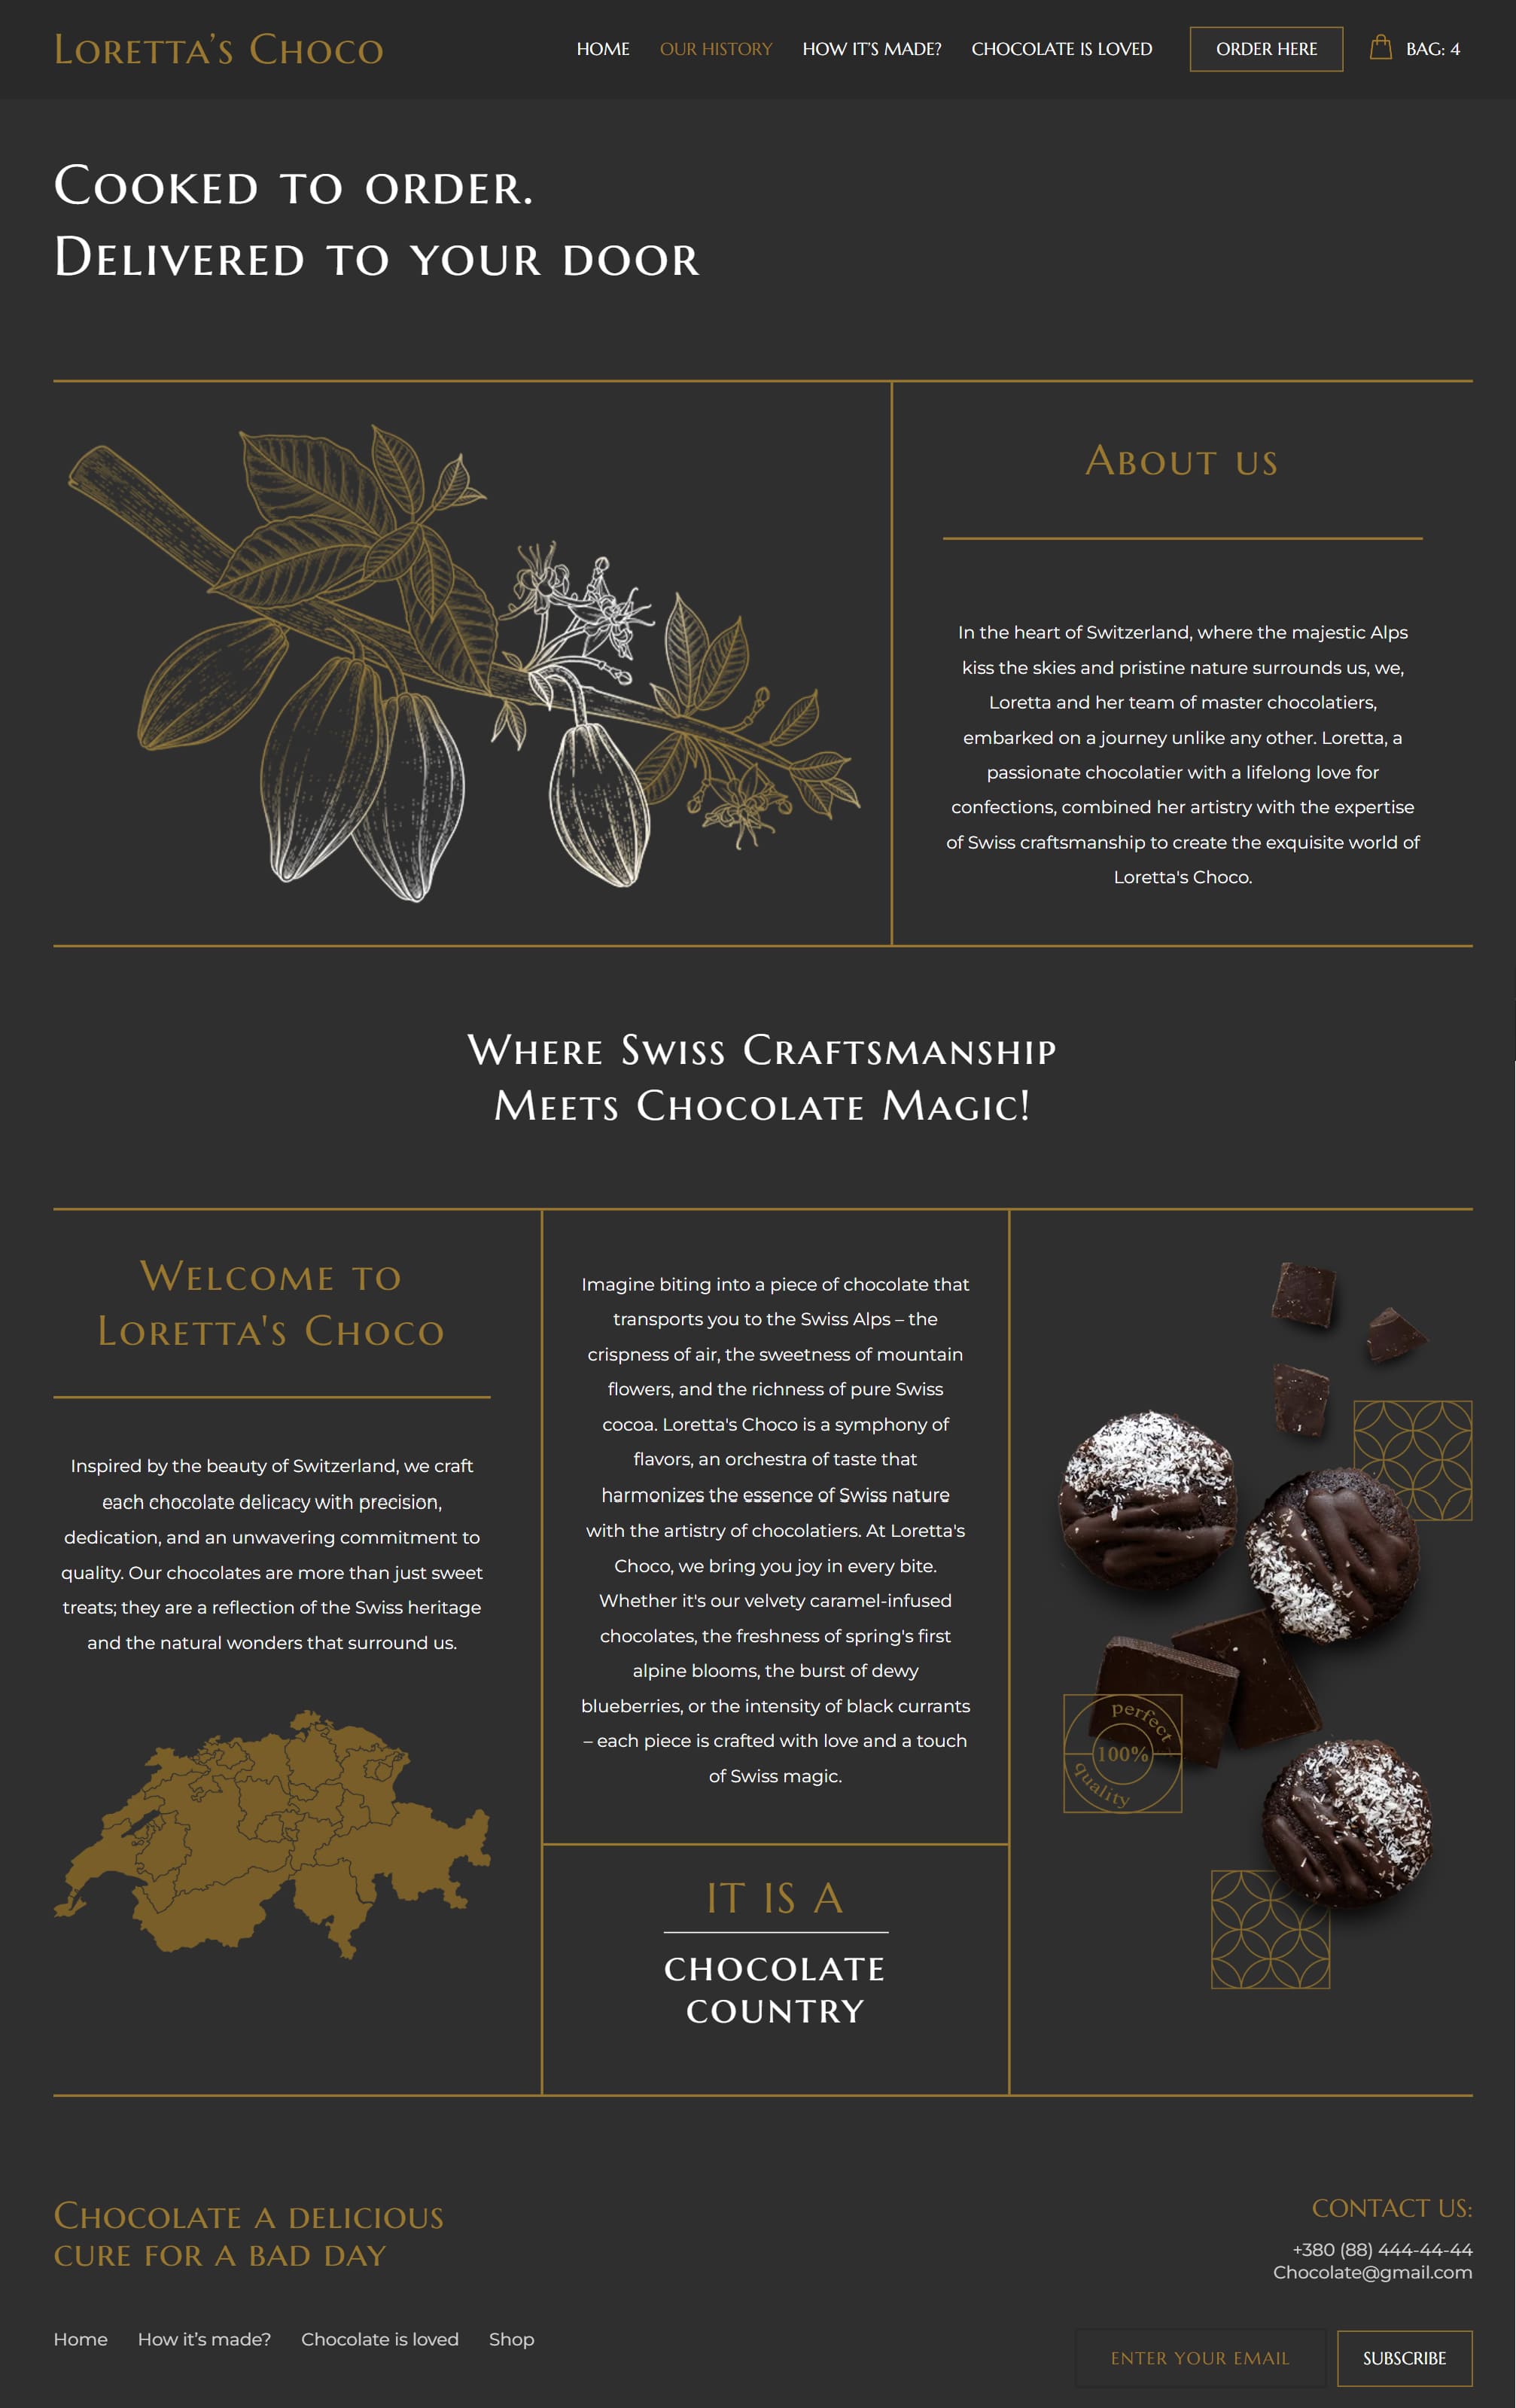 Loretta’s Choco
HOME OUR HISTORY HOW IT’S MADE? CHOCOLATE IS LOVED ORDER HERE BAG: 4
Cooked to order.
Delivered to your door
About us
In the heart of Switzerland, where the majestic Alps
kiss the skies and pristine nature surrounds us, we,
Loretta and her team of master chocolatiers,
embarked on a journey unlike any other. Loretta, a
passionate chocolatier with a lifelong love for
confections, combined her artistry with the expertise
of Swiss craftsmanship to create the exquisite world of
Loretta's Choco.
Where Swiss Craftsmanship
Meets Chocolate Magic!
Welcome to
Loretta's Choco
Inspired by the beauty of Switzerland, we craft
each chocolate delicacy with precision,
dedication, and an unwavering commitment to
quality. Our chocolates are more than just sweet
treats; they are a reflection of the Swiss heritage
and the natural wonders that surround us.
Imagine biting into a piece of chocolate that
transports you to the Swiss Alps – the
crispness of air, the sweetness of mountain
flowers, and the richness of pure Swiss
cocoa. Loretta's Choco is a symphony of
flavors, an orchestra of taste that
harmonizes the essence of Swiss nature
with the artistry of chocolatiers. At Loretta's
Choco, we bring you joy in every bite.
Whether it's our velvety caramel-infused
chocolates, the freshness of spring's first
alpine blooms, the burst of dewy
blueberries, or the intensity of black currants
– each piece is crafted with love and a touch
of Swiss magic.
IT IS A
CHOCOLATE
COUNTRY
perfect
100%
quality
Chocolate a delicious
cure for a bad day
Home How it’s made? Chocolate is loved Shop
CONTACT US:
+380 (88) 444-44-44
Chocolate@gmail.com
ENTER YOUR EMAIL SUBSCRIBE